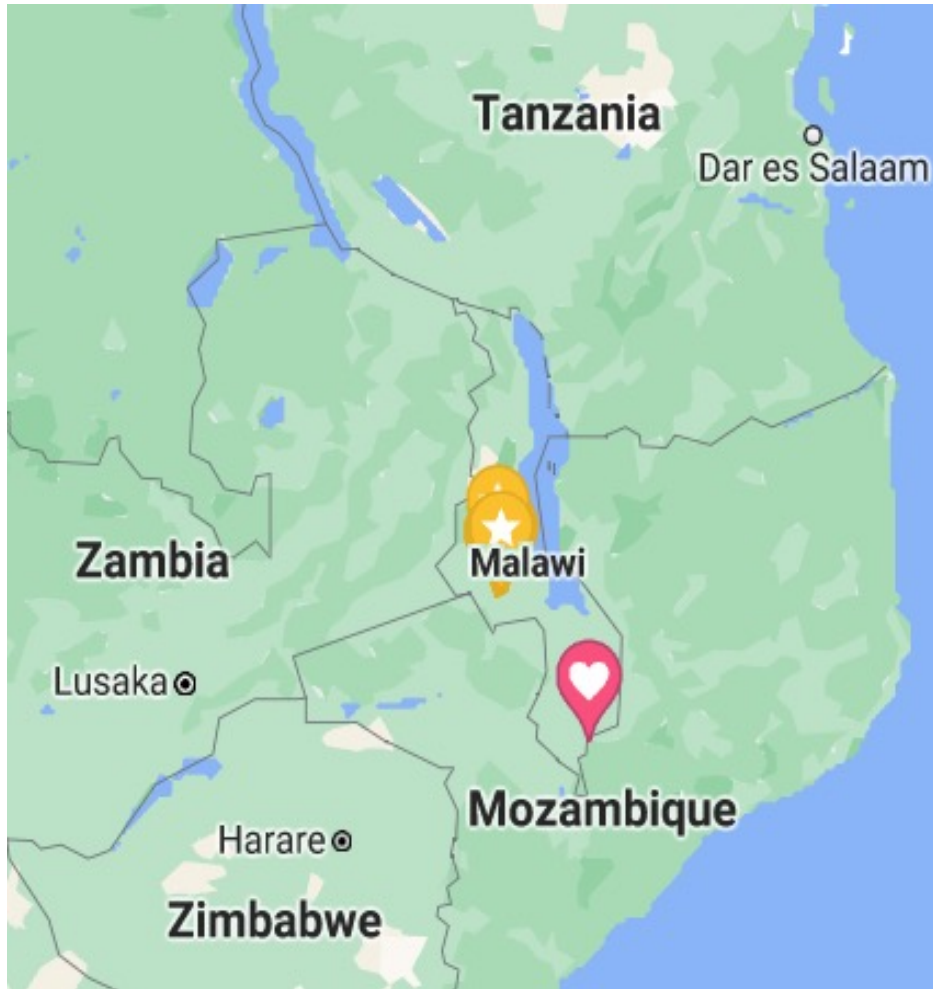 Tanzania
Dar es Salaam
Zambia
Malawi
Lusaka
Mozambique
Harare
Zimbabwe